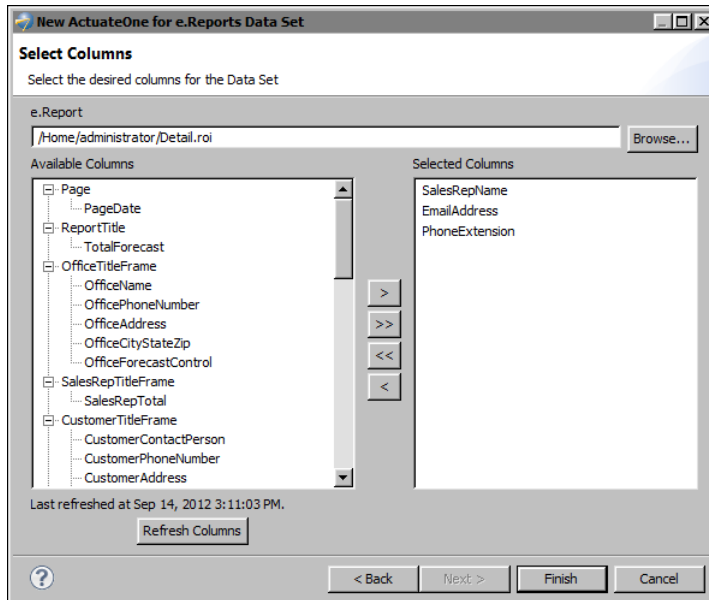 New ActuateOne for e.Reports Data Set
Select Columns
Select the desired columns for the Data Set
e.Report
/Home/administrator/Detail.roi
Browse...
Available Columns
Page
PageDate
ReportTitle
TotalForecast
OfficeTitleFrame
OfficeName
OfficePhoneNumber
OfficeAddress
OfficeCityStateZip
OfficeForecastControl
SalesRepTitleFrame
SalesRepTotal
CustomerTitleFrame
CustomerContactPerson
CustomerPhoneNumber
CustomerAddress
>
>>
<<
<
Selected Columns
SalesRepName
EmailAddress
PhoneExtension
Last refreshed at Sep 14, 2012 3:11:03 PM.
Refresh Columns
?
< Back
Next >
Finish
Cancel